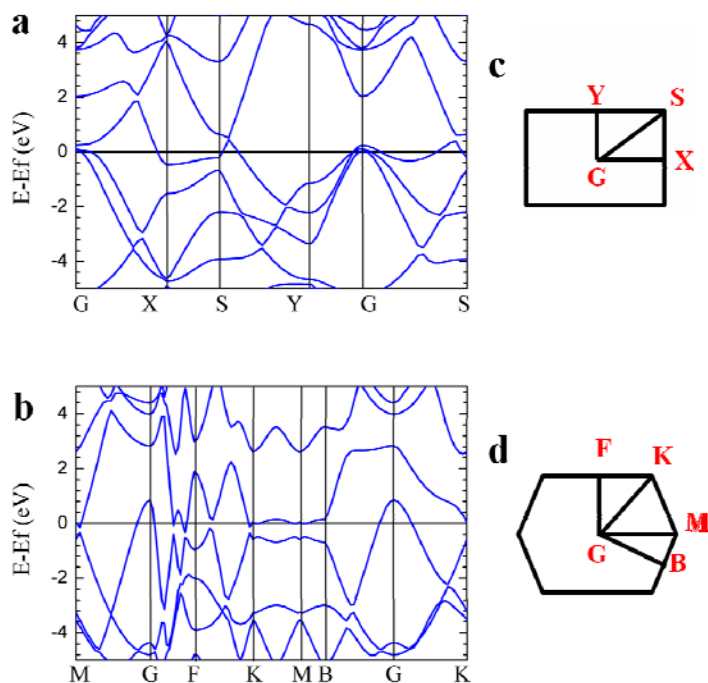 a
4
2
0
-2
-4
E-Ef (eV)
G X S Y G S
c
Y S
G X
b
4
2
0
-2
-4
E-Ef (eV)
M G F K M B G K
d
F K
G M
B